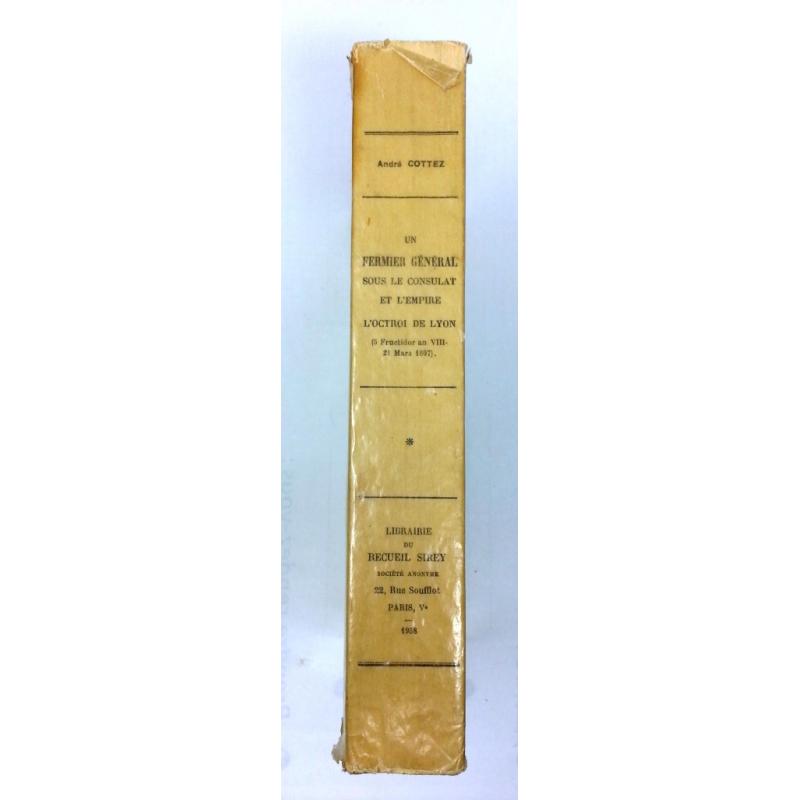 André COTTEZ
UN
FERMIER GÉNÉRAL
SOUS LE CONSULAT
ET L'EMPIRE
L'OCTROI DE LYON
(5 Fructidor an VIII-
21 Mars 1807).
*
LIBRAIRIE
DU
RECUEIL SIREY
SOCIÉTÉ ANONYME
22, Rue Soufflot
PARIS, Vᵉ
1938